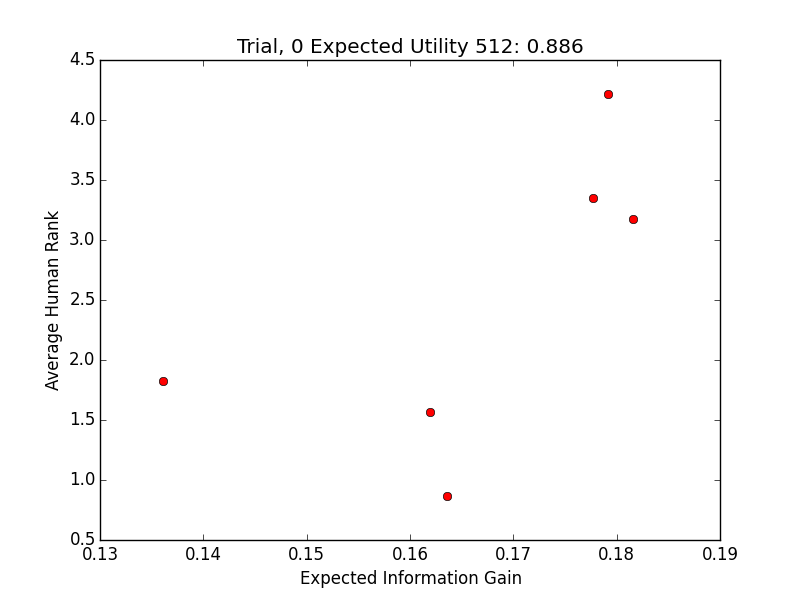 Trial, 0 Expected Utility 512: 0.886
4.5
4.0
3.5
3.0
2.5
2.0
1.5
1.0
0.5
Average Human Rank
0.13 0.14 0.15 0.16 0.17 0.18 0.19
Expected Information Gain